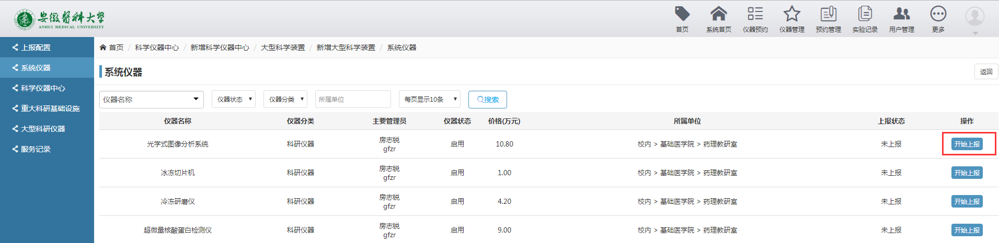 安徽医科大学
ANHUI MEDICAL UNIVERSITY
首页 系统首页 仪器预约 仪器管理 预约管理 实验记录 用户管理 更多
上报配置
系统仪器
科学仪器中心
重大科研基础设施
大型科研仪器
服务记录
首页 / 科学仪器中心 / 新增科学仪器中心 / 大型科学装置 / 新增大型科学装置 / 系统仪器
系统仪器
返回
仪器名称 仪器状态 仪器分类 所属单位 每页显示10条 搜索
仪器名称 仪器分类 主要管理员 仪器状态 价格(万元) 所属单位 上报状态 操作
光学式图像分析系统 科研仪器 房志锐 gfzr 启用 10.80 校内 > 基础医学院 > 药理教研室 未上报 开始上报
冰冻切片机 科研仪器 房志锐 gfzr 启用 1.00 校内 > 基础医学院 > 药理教研室 未上报 开始上报
冷冻研磨仪 科研仪器 房志锐 gfzr 启用 4.20 校内 > 基础医学院 > 药理教研室 未上报 开始上报
超微量核酸蛋白检测仪 科研仪器 房志锐 gfzr 启用 9.00 校内 > 基础医学院 > 药理教研室 未上报 开始上报